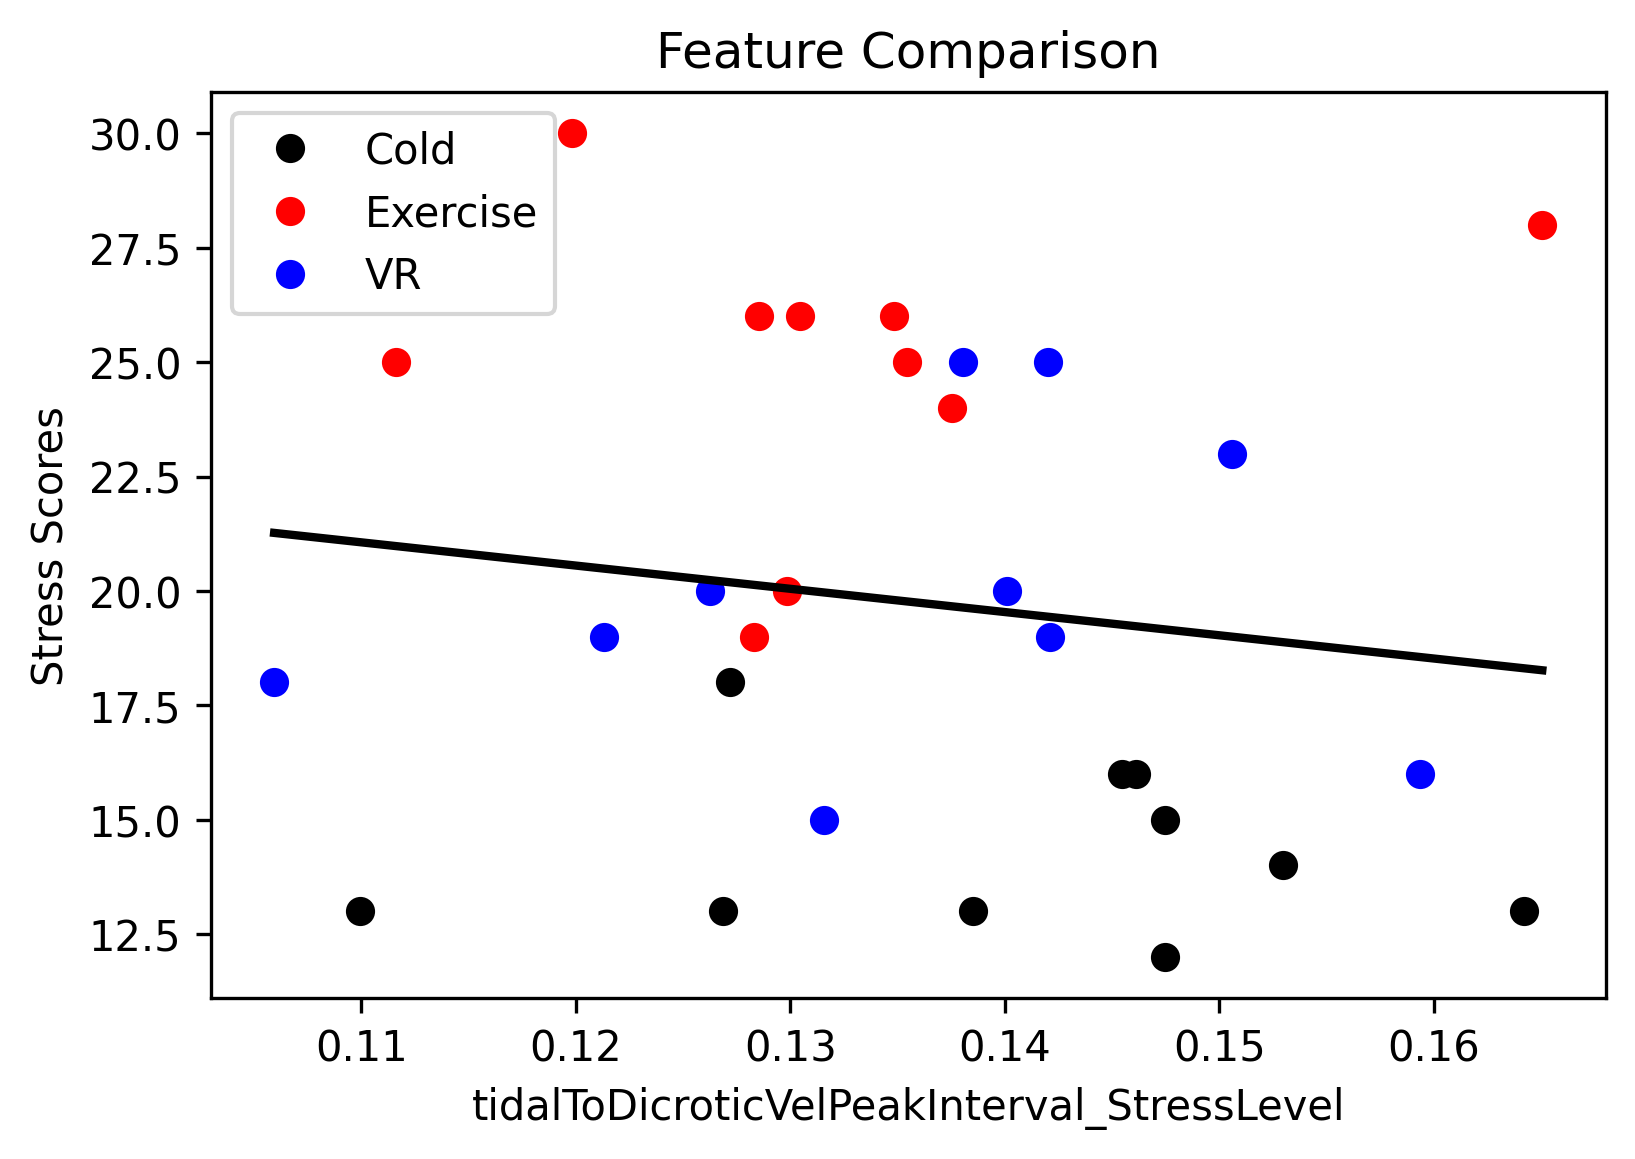 Feature Comparison
Cold
Exercise
VR
30.0
27.5
25.0
22.5
20.0
17.5
15.0
12.5
Stress Scores
0.11 0.12 0.13 0.14 0.15 0.16
tidalToDicroticVelPeakInterval_StressLevel